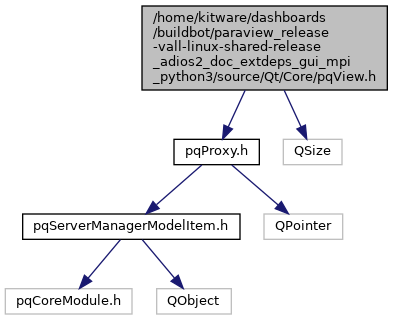 /home/kitware/dashboards
/buildbot/paraview_release
-vall-linux-shared-release
_adios2_doc_extdeps_gui_mpi
_python3/source/Qt/Core/pqView.h
pqProxy.h
QSize
pqServerManagerModelItem.h
QPointer
pqCoreModule.h
QObject